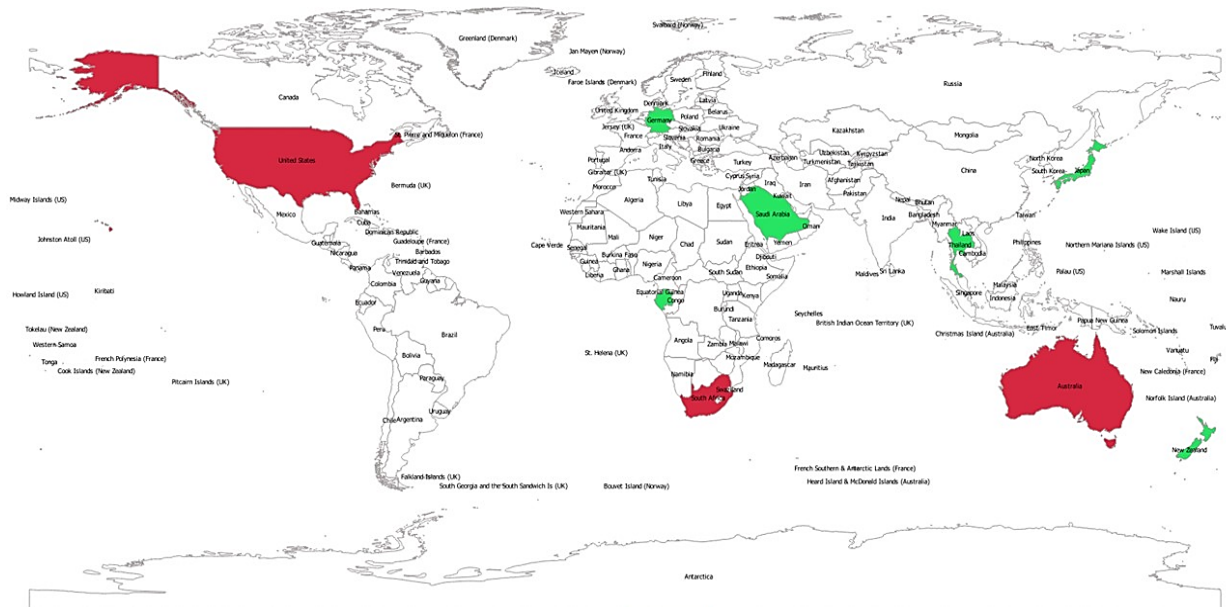 Svalbard (Norway)
Greenland (Denmark)
Jan Mayen (Norway)
Iceland
Finland
Sweden
Faroe Islands (Denmark)
Russia
Canada
Denmark
Latvia
United Kingdom
Belarus
Germany
Poland
Jersey (UK)
Slovakia
Ukraine
St. Pierre and Miquelon (France)
France
Slovenia
Romania
Kazakhstan
Mongolia
Andorra
Italy
Bulgaria
Uzbekistan
Kyrgyzstan
United States
Portugal
Greece
Turkey
Azerbaijan
Turkmenistan
Tajikistan
North Korea
Gibraltar (UK)
Cyprus
Syria
China
South Korea
Japan
Bermuda (UK)
Morocco
Tunisia
Jordan
Iraq
Iran
Afghanistan
Kuwait
Pakistan
Midway Islands (US)
Algeria
Libya
Egypt
Nepal
Bhutan
Mexico
Bahamas
Western Sahara
Saudi Arabia
India
Bangladesh
Taiwan
Cuba
Mauritania
Oman
Myanmar
Dominican Republic
Wake Island (US)
Johnston Atoll (US)
Mali
Niger
Laos
Guatemala
Guadeloupe (France)
Cape Verde
Senegal
Chad
Sudan
Eritrea
Yemen
Thailand
Philippines
Northern Mariana Islands (US)
Nicaragua
Barbados
Burkina Faso
Cambodia
Trinidad and Tobago
Guinea
Nigeria
Djibouti
Panama
Venezuela
Ghana
Ethiopia
Liberia
South Sudan
Somalia
Maldives
Sri Lanka
Palau (US)
Marshall Islands
Colombia
Guyana
Cameroon
Malaysia
Howland Island (US)
Kiribati
Equatorial Guinea
Uganda
Kenya
Singapore
Indonesia
Nauru
Ecuador
Congo
Burundi
Seychelles
Tanzania
British Indian Ocean Territory (UK)
Papua New Guinea
Tokelau (New Zealand)
Peru
Brazil
Christmas Island (Australia)
East Timor
Solomon Islands
Tuvalu
Western Samoa
Angola
Zambia
Malawi
Comoros
French Polynesia (France)
Bolivia
St. Helena (UK)
Mozambique
Vanuatu
Tonga
Madagascar
Mauritius
Fiji
Cook Islands (New Zealand)
Namibia
New Caledonia (France)
Pitcairn Islands (UK)
Paraguay
Swaziland
Australia
South Africa
Norfolk Island (Australia)
Uruguay
Chile
Argentina
New Zealand
French Southern & Antarctic Lands (France)
Falkland Islands (UK)
Heard Island & McDonald Islands (Australia)
South Georgia and the South Sandwich Is (UK)
Bouvet Island (Norway)
Antarctica